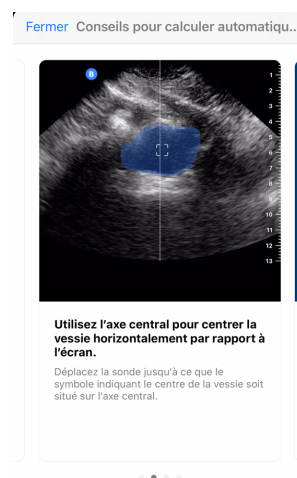 Fermer Conseils pour calculer automatiqu...
B
1
2
3
4
5
6
7
8
9
10
11
12
13
Utilisez l'axe central pour centrer la
vessie horizontalement par rapport à
l'écran.
Déplacez la sonde jusqu'à ce que le
symbole indiquant le centre de la vessie soit
situé sur l'axe central.